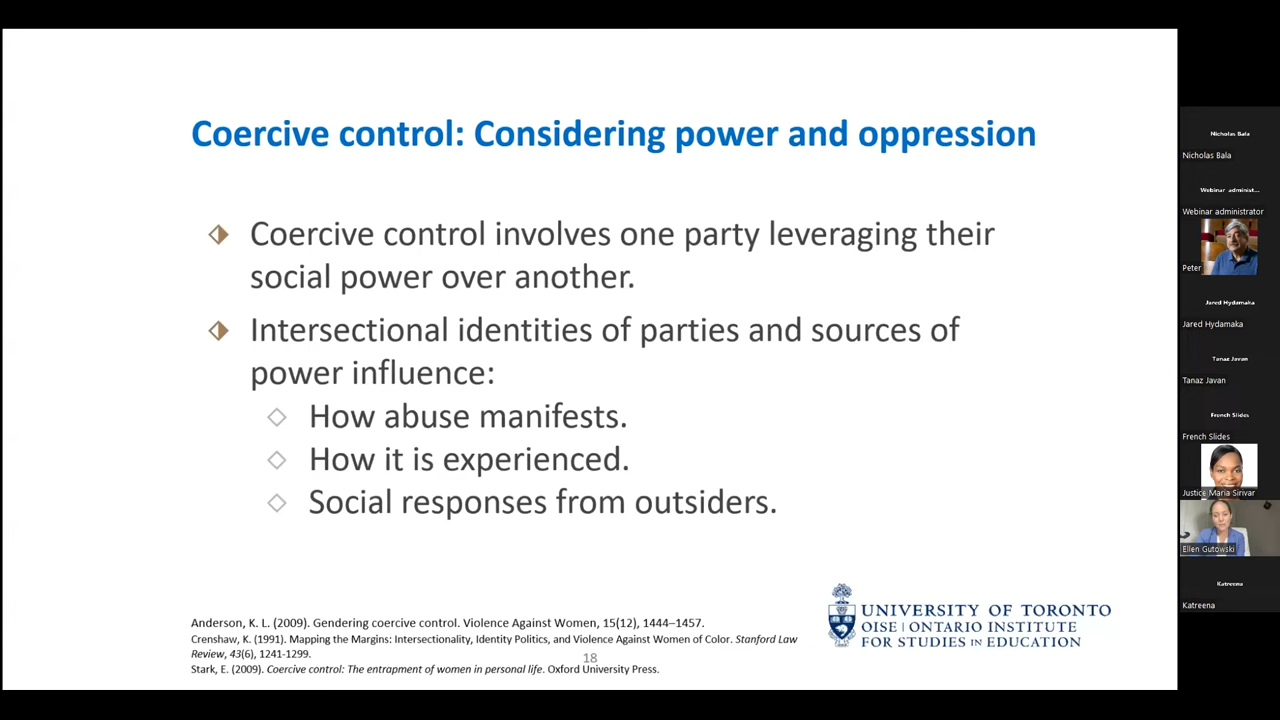 Coercive control: Considering power and oppression
Coercive control involves one party leveraging their
social power over another.
Intersectional identities of parties and sources of
power influence:
How abuse manifests.
How it is experienced.
Social responses from outsiders.
Anderson, K. L. (2009). Gendering coercive control. Violence Against Women, 15(12), 1444–1457.
Crenshaw, K. (1991). Mapping the Margins: Intersectionality, Identity Politics, and Violence Against Women of Color. Stanford Law
Review, 43(6), 1241-1299.
Stark, E. (2009). Coercive control: The entrapment of women in personal life. Oxford University Press.
18
UNIVERSITY OF TORONTO
OISE | ONTARIO INSTITUTE
FOR STUDIES IN EDUCATION
Nicholas Bala
Nicholas Bala
Webinar administ...
Webinar administrator
Peter
Jared Hydamaka
Jared Hydamaka
Tanaz Javan
Tanaz Javan
French Slides
French Slides
Justice Maria Sirivar
Ellen Gutowski
Katreena
Katreena